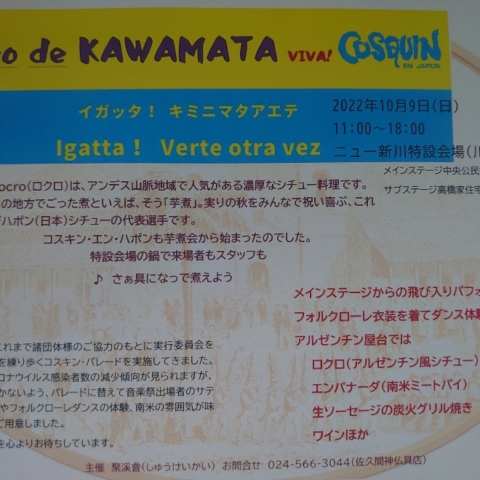 o de KAWAMATA VIVA! COSQUIN
EN JAPON
イガッタ! キミニマタアエテ
Igatta! Verte otra vez
2022年10月9日(日)
11:00~18:00
ニュー新川特設会場(川
メインステージ中央公民
サブステージ高橋家住宅
ocro(ロクロ)は、アンデス山脈地域で人気がある濃厚なシチュー料理です。
の地方でごった煮といえば、そう「芋煮」。実りの秋をみんなで祝い喜ぶ、これ
ハポン(日本)シチューの代表選手です。
コスキン・エン・ハポンも芋煮会から始まったのでした。
特設会場の鍋で来場者もスタッフも
♪ さぁ具になって煮えよう
メインステージからの飛び入りパフォ
フォルクローレ衣装を着てダンス体験
アルゼンチン屋台では
ロクロ(アルゼンチン風シチュー)
エンパナーダ(南米ミートパイ)
生ソーセージの炭火グリル焼き
ワインほか
これまで諸団体様のご協力のもとに実行委員会を
を練り歩くコスキン・パレードを実施してきました。
ロナウイルス感染者数の減少傾向が見られますが、
かないよう、パレードに替えて音楽祭出場者のサテ
やフォルクローレダンスの体験、南米の雰囲気が味
ご用意しました。
を心よりお待ちしています。
主催 聚溪會(しゅうけいかい) お問合せ 024-566-3044(佐久間神仏具店)